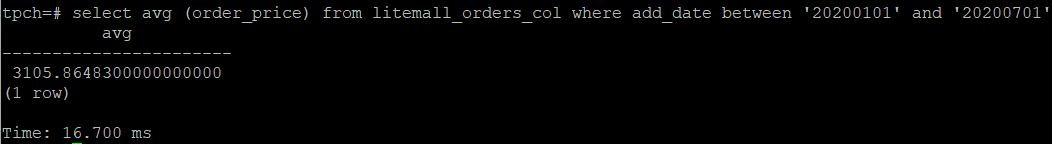 tpch=# select avg (order_price) from litemall_orders_col where add_date between '20200101' and '20200701'
avg
-----------------------
3105.8648300000000000
(1 row)
Time: 16.700 ms